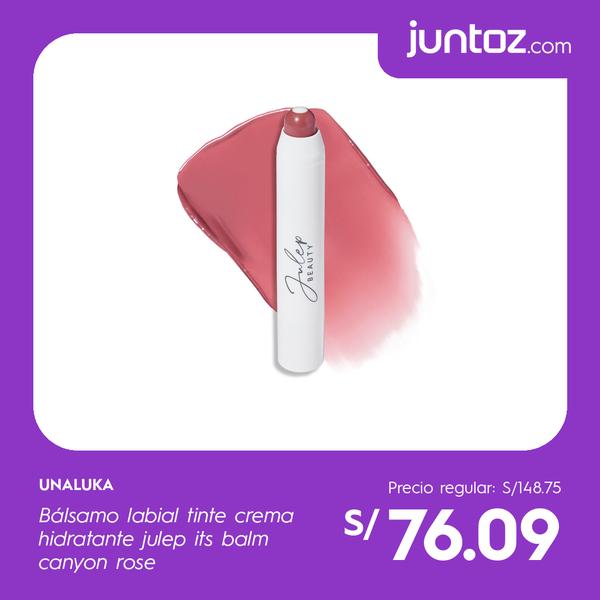 juntoz.com
Julep
BEAUTY
UNALUKA
Bálsamo labial tinte crema
hidratante julep its balm
canyon rose
Precio regular: S/148.75
S/76.09